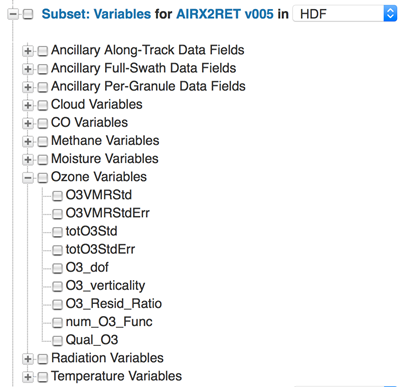 Subset: Variables for AIRX2RET v005 in HDF
Ancillary Along-Track Data Fields
Ancillary Full-Swath Data Fields
Ancillary Per-Granule Data Fields
Cloud Variables
CO Variables
Methane Variables
Moisture Variables
Ozone Variables
O3VMRStd
O3VMRStdErr
totO3Std
totO3StdErr
O3_dof
O3_verticality
O3_Resid_Ratio
num_O3_Func
Qual_O3
Radiation Variables
Temperature Variables